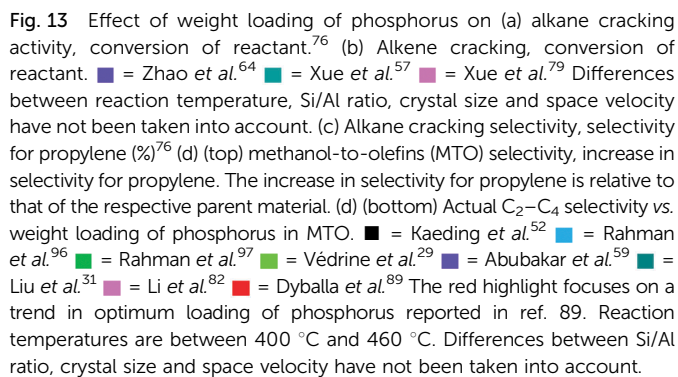 Fig. 13 Effect of weight loading of phosphorus on (a) alkane cracking
activity, conversion of reactant.76 (b) Alkene cracking, conversion of
reactant. ■ = Zhao et al.64 ■ = Xue et al.57 ■ = Xue et al.79 Differences
between reaction temperature, Si/Al ratio, crystal size and space velocity
have not been taken into account. (c) Alkane cracking selectivity, selectivity
for propylene (%)76 (d) (top) methanol-to-olefins (MTO) selectivity, increase in
selectivity for propylene. The increase in selectivity for propylene is relative to
that of the respective parent material. (d) (bottom) Actual C2–C4 selectivity vs.
weight loading of phosphorus in MTO. ■ = Kaeding et al.52 ■ = Rahman
et al.96 ■ = Rahman et al.97 ■ = Védrine et al.29 ■ = Abubakar et al.59 ■ =
Liu et al.31 ■ = Li et al.82 ■ = Dyballa et al.89 The red highlight focuses on a
trend in optimum loading of phosphorus reported in ref. 89. Reaction
temperatures are between 400 °C and 460 °C. Differences between Si/Al
ratio, crystal size and space velocity have not been taken into account.